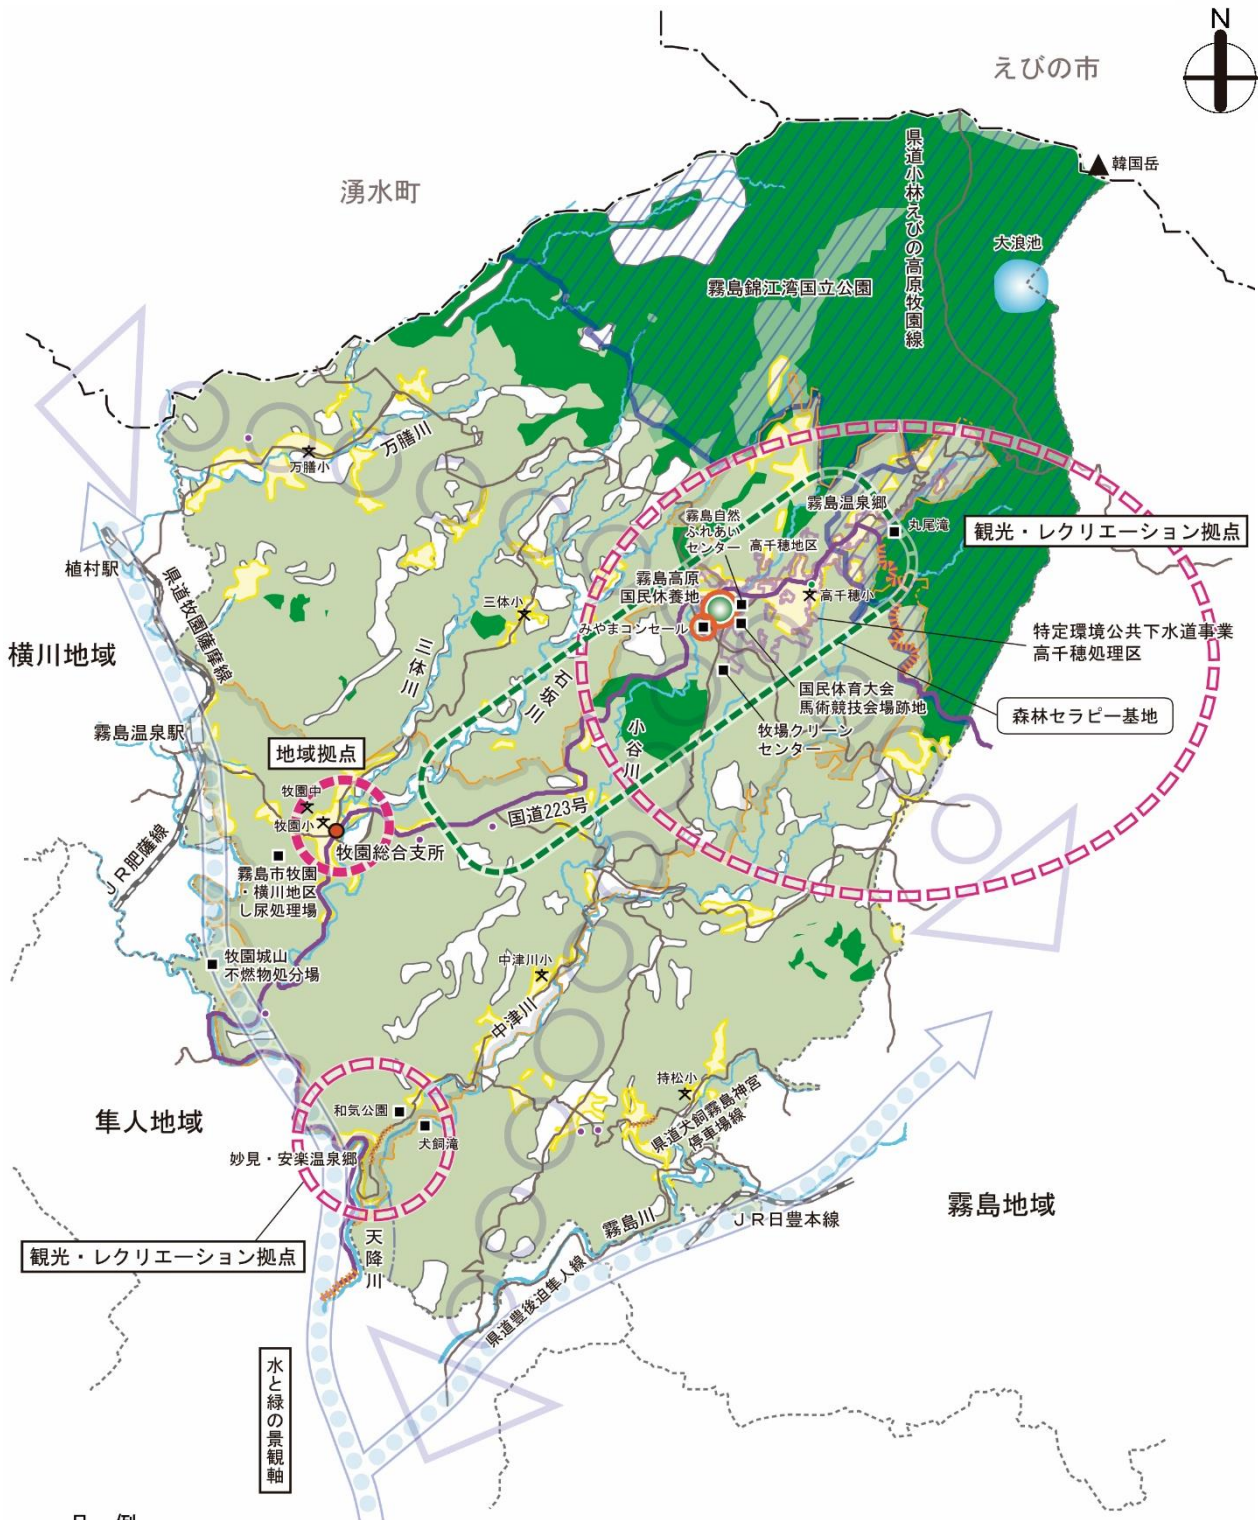 N
えびの市
韓国岳
湧水町
県道小林えびの高原牧園線
大浪池
霧島錦江湾国立公園
万膳川
万膳小
霧島温泉郷
丸尾滝
霧島自然
ふれあい
センター
高千穂地区
観光・レクリエーション拠点
植村駅
県道牧園薩摩線
霧島高原
国民休養地
高千穂小
三体小
みやまコンセール
特定環境公共下水道事業
高千穂処理区
横川地域
三体川
石坂川
国民体育大会
馬術競技会場跡地
森林セラピー基地
小谷川
牧場クリーン
センター
霧島温泉駅
地域拠点
牧園中
牧園小
国道223号
牧園総合支所
JR肥薩線
霧島市牧園
・横川地区
し尿処理場
牧園城山
不燃物処分場
中津川小
中津川
持松小
和気公園
県道犬飼霧島神宮
停車場線
隼人地域
犬飼滝
妙見・安楽温泉郷
霧島地域
霧島川
JR日豊本線
観光・レクリエーション拠点
天降川
県道豊後迫隼人線
水と緑の景観軸
凡 例